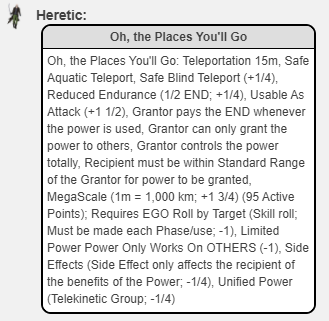 Heretic:
Oh, the Places You'll Go
Oh, the Places You'll Go: Teleportation 15m, Safe
Aquatic Teleport, Safe Blind Teleport (+1/4),
Reduced Endurance (1/2 END; +1/4), Usable As
Attack (+1 1/2), Grantor pays the END whenever
the power is used, Grantor can only grant the
power to others, Grantor controls the power
totally, Recipient must be within Standard Range
of the Grantor for power to be granted,
MegaScale (1m = 1,000 km; +1 3/4) (95 Active
Points); Requires EGO Roll by Target (Skill roll;
Must be made each Phase/use; -1), Limited
Power Power Only Works On OTHERS (-1), Side
Effects (Side Effect only affects the recipient of
the benefits of the Power; -1/4), Unified Power
(Telekinetic Group; -1/4)